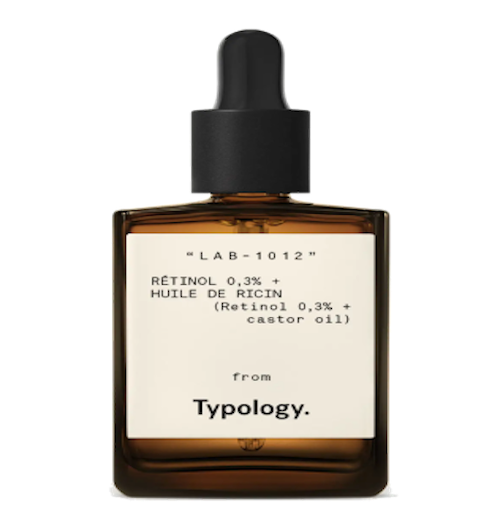 “LAB-1012”
RÉTINOL 0,3% +
HUILE DE RICIN
(Retinol 0,3% +
castor oil)
from
Typology.